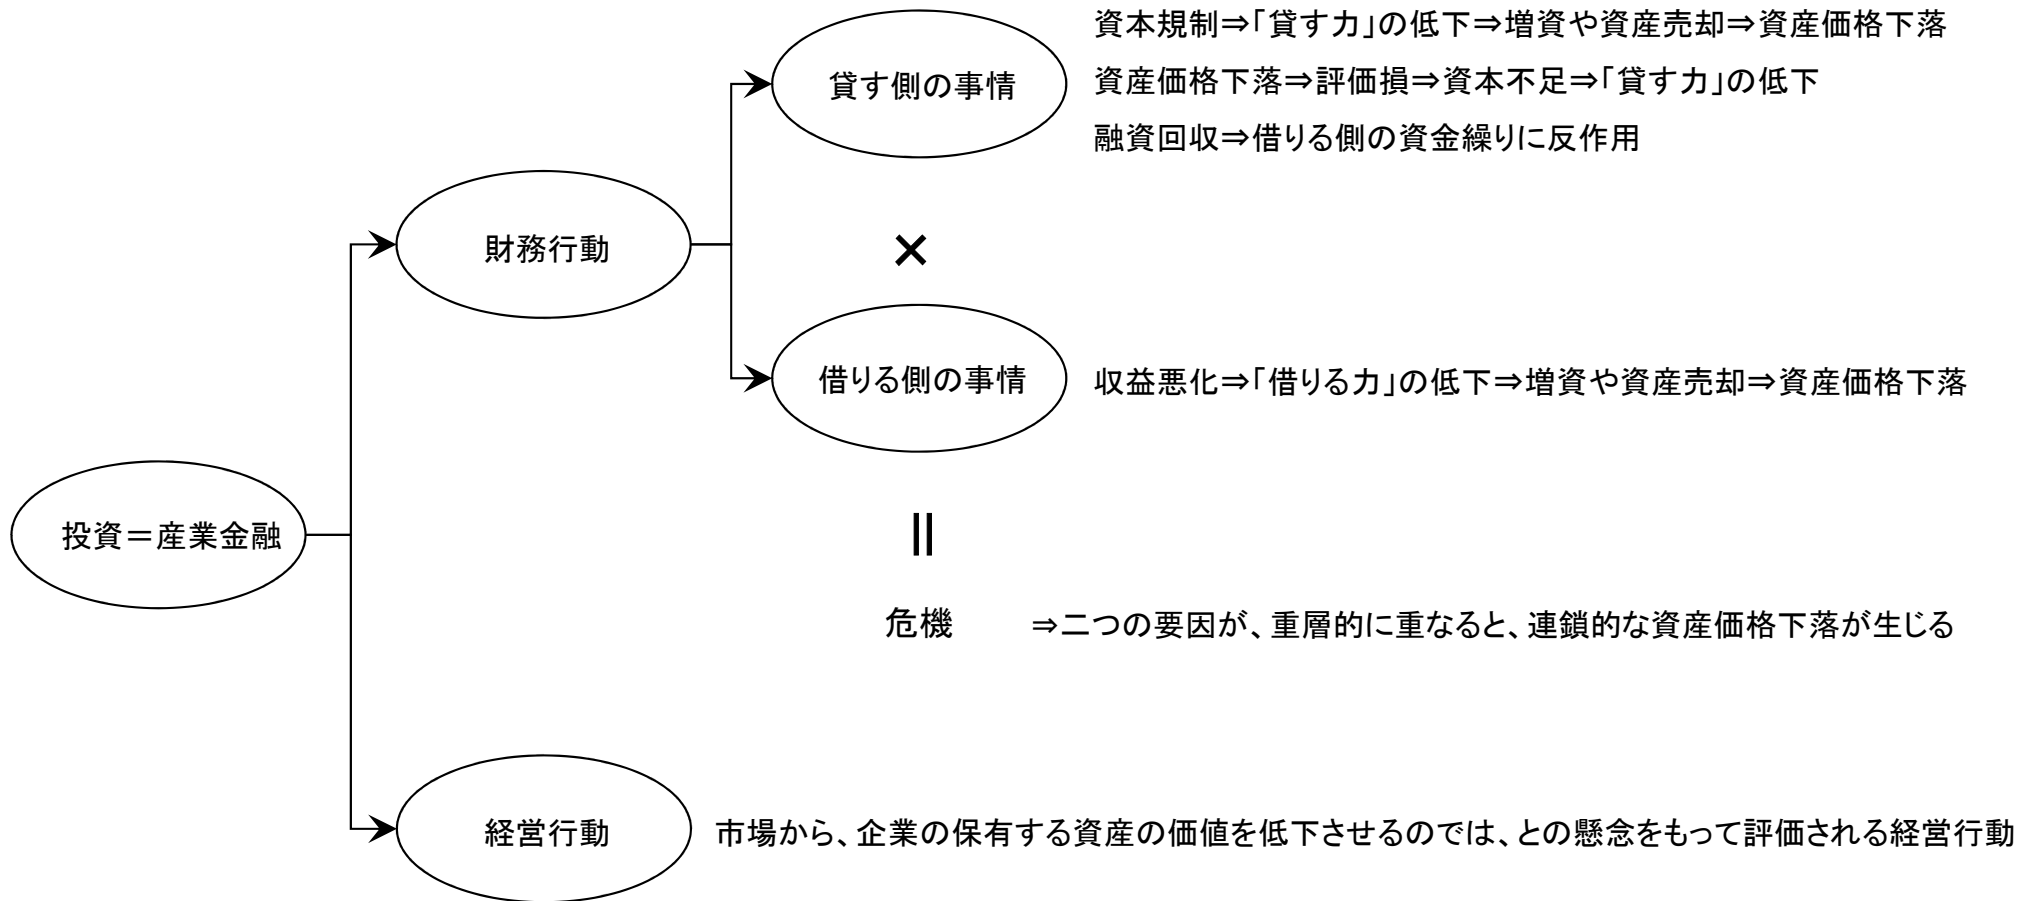 資本規制⇒「貸す力」の低下⇒増資や資産売却⇒資産価格下落
貸す側の事情
資産価格下落⇒評価損⇒資本不足⇒「貸す力」の低下
融資回収⇒借りる側の資金繰りに反作用
財務行動
×
借りる側の事情
収益悪化⇒「借りる力」の低下⇒増資や資産売却⇒資産価格下落
投資＝産業金融
||
危機
⇒二つの要因が、重層的に重なると、連鎖的な資産価格下落が生じる
経営行動
市場から、企業の保有する資産の価値を低下させるのでは、との懸念をもって評価される経営行動